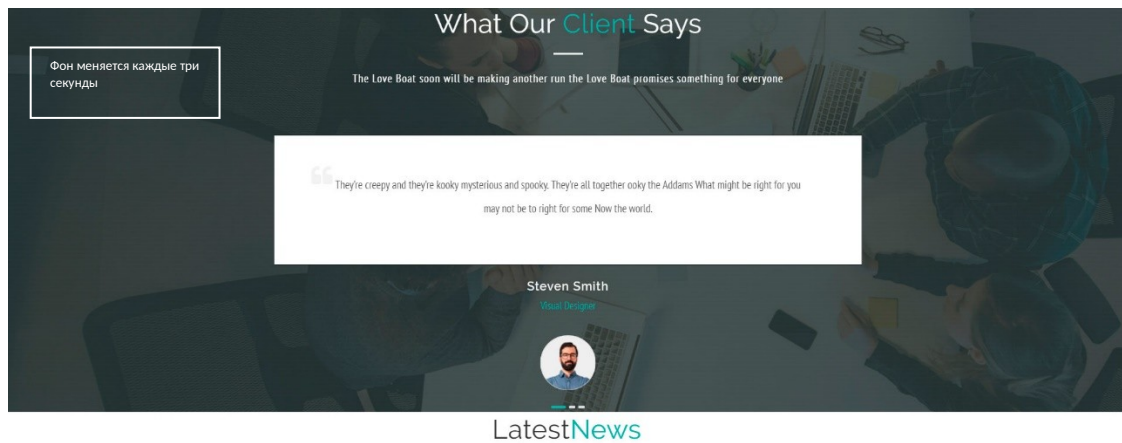 What Our Client Says
Фон меняется каждые три
секунды
The Love Boat soon will be making another run the Love Boat promises something for everyone
They're creepy and they're kooky mysterious and spooky. They're all together ooky the Addams What might be right for you
may not be to right for some Now the world.
Steven Smith
Visual Designer
LatestNews